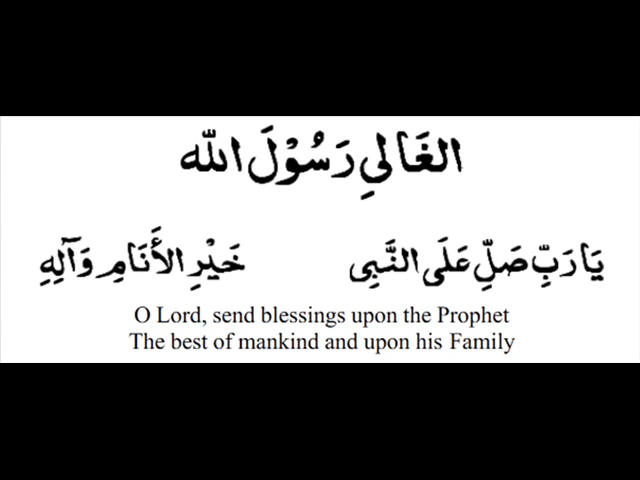 الغَالىِ رَسُوْلَ الله
يَا رَبِّ صَلِّ عَلَى النَّبِى خَيْرِ الأَنَامِ وَآلِهِ
O Lord, send blessings upon the Prophet
The best of mankind and upon his Family